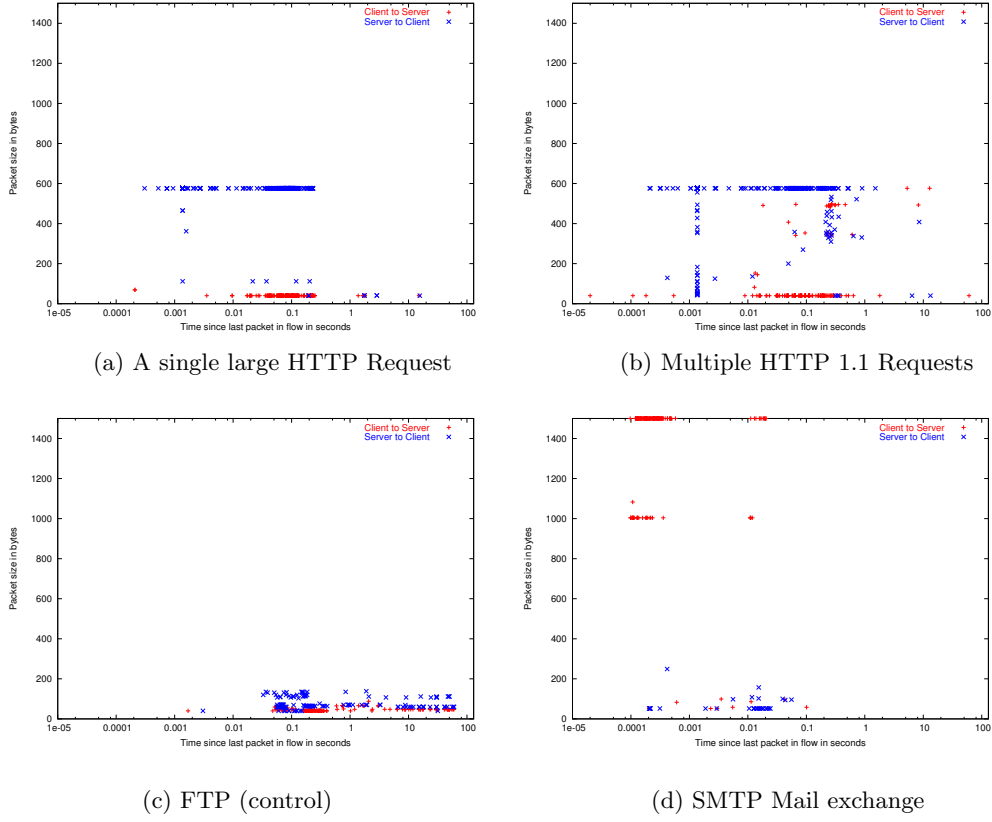 1400
1200
1000
800
600
400
200
0
1e-05
0.0001
0.001
0.01
0.1
1
10
100
Packet size in bytes
Time since last packet in flow in seconds
Client to Server
Server to Client
(a) A single large HTTP Request
1400
1200
1000
800
600
400
200
0
1e-05
0.0001
0.001
0.01
0.1
1
10
100
Packet size in bytes
Time since last packet in flow in seconds
Client to Server
Server to Client
(b) Multiple HTTP 1.1 Requests
1400
1200
1000
800
600
400
200
0
1e-05
0.0001
0.001
0.01
0.1
1
10
100
Packet size in bytes
Time since last packet in flow in seconds
Client to Server
Server to Client
(c) FTP (control)
1400
1200
1000
800
600
400
200
0
1e-05
0.0001
0.001
0.01
0.1
1
10
100
Packet size in bytes
Time since last packet in flow in seconds
Client to Server
Server to Client
(d) SMTP Mail exchange